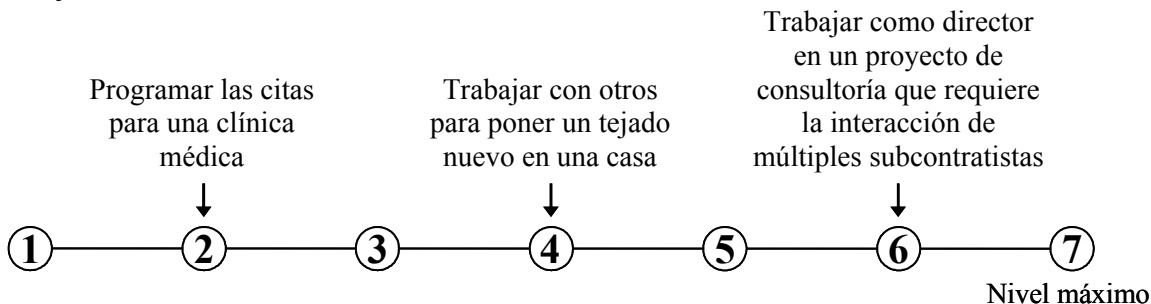 Programar las citas
para una clínica
médica
Trabajar con otros
para poner un tejado
nuevo en una casa
Trabajar como director
en un proyecto de
consultoría que requiere
la interacción de
múltiples subcontratistas
1 2 3 4 5 6 7
Nivel máximo